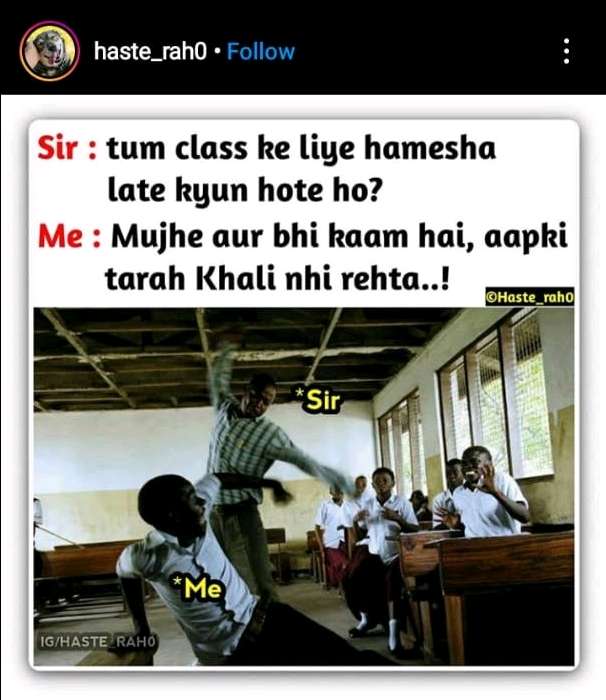 haste_rah0 • Follow
Sir : tum class ke liye hamesha
late kyun hote ho?
Me : Mujhe aur bhi kaam hai, aapki
tarah Khali nhi rehta..!
©Haste_rah0
*Sir
*Me
IG/HASTE_RAH0